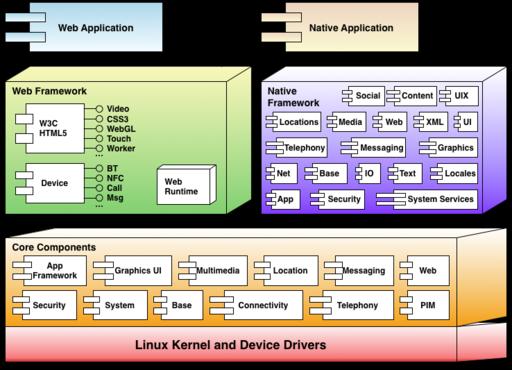 Web Application
Native Application
Web Framework
W3C
HTML5
Video
CSS3
WebGL
Touch
Worker
...
Device
BT
NFC
Call
Msg
...
Web
Runtime
Native
Framework
Social
Content
UIX
Locations
Media
Web
XML
UI
Telephony
Messaging
Graphics
Net
Base
IO
Text
Locales
App
Security
System Services
Core Components
App
Framework
Graphics UI
Multimedia
Location
Messaging
Web
Security
System
Base
Connectivity
Telephony
PIM
Linux Kernel and Device Drivers